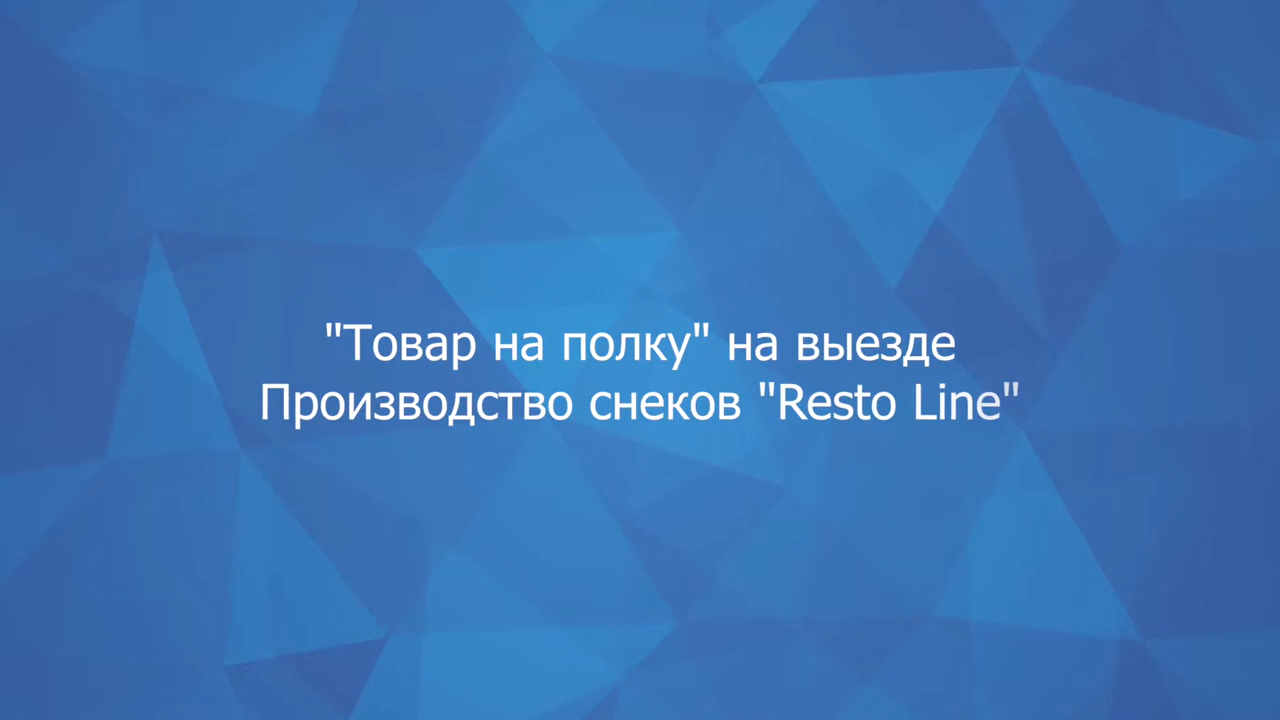 "Товар на полку" на выезде
Производство снеков "Resto Line"